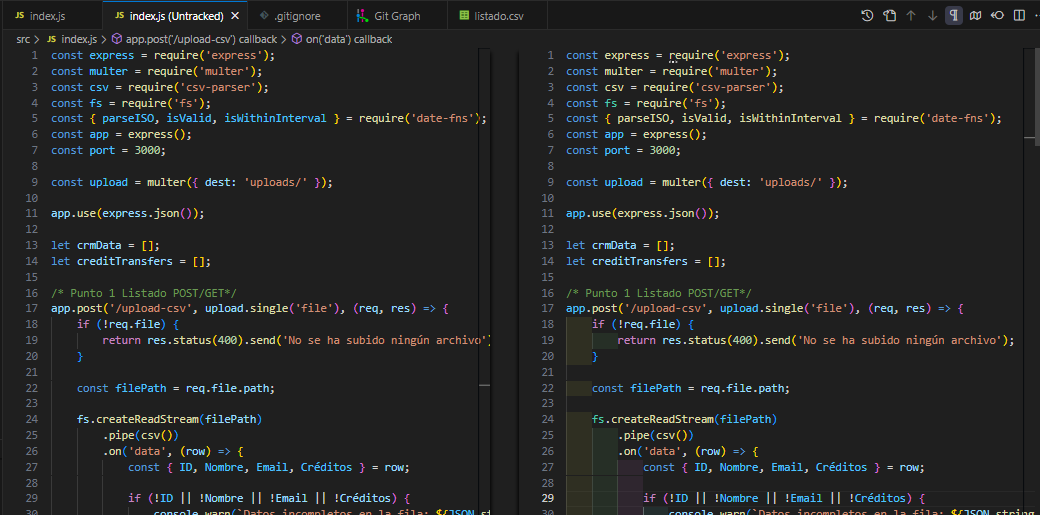 JS index.js
JS index.js (Untracked) ×
.gitignore
Git Graph
listado.csv
src > JS index.js > app.post('/upload-csv') callback > on('data') callback
1 const express = require('express');
2 const multer = require('multer');
3 const csv = require('csv-parser');
4 const fs = require('fs');
5 const { parseISO, isValid, isWithinInterval } = require('date-fns');
6 const app = express();
7 const port = 3000;
8
9 const upload = multer({ dest: 'uploads/' });
10
11 app.use(express.json());
12
13 let crmData = [];
14 let creditTransfers = [];
15
16 /* Punto 1 Listado POST/GET*/
17 app.post('/upload-csv', upload.single('file'), (req, res) => {
18 if (!req.file) {
19 return res.status(400).send('No se ha subido ningún archivo'
20 }
21
22 const filePath = req.file.path;
23
24 fs.createReadStream(filePath)
25 .pipe(csv())
26 .on('data', (row) => {
27 const { ID, Nombre, Email, Créditos } = row;
28
29 if (!ID || !Nombre || !Email || !Créditos) {
30 console.warn(`Datos incompletos en la fila: ${JSON.str
1 const express = require('express');
2 const multer = require('multer');
3 const csv = require('csv-parser');
4 const fs = require('fs');
5 const { parseISO, isValid, isWithinInterval } = require('date-fns');
6 const app = express();
7 const port = 3000;
8
9 const upload = multer({ dest: 'uploads/' });
10
11 app.use(express.json());
12
13 let crmData = [];
14 let creditTransfers = [];
15
16 /* Punto 1 Listado POST/GET*/
17 app.post('/upload-csv', upload.single('file'), (req, res) => {
18 if (!req.file) {
19 return res.status(400).send('No se ha subido ningún archivo');
20 }
21
22 const filePath = req.file.path;
23
24 fs.createReadStream(filePath)
25 .pipe(csv())
26 .on('data', (row) => {
27 const { ID, Nombre, Email, Créditos } = row;
28
29 if (!ID || !Nombre || !Email || !Créditos) {
30 console.warn(`Datos incompletos en la fila: ${JSON.string